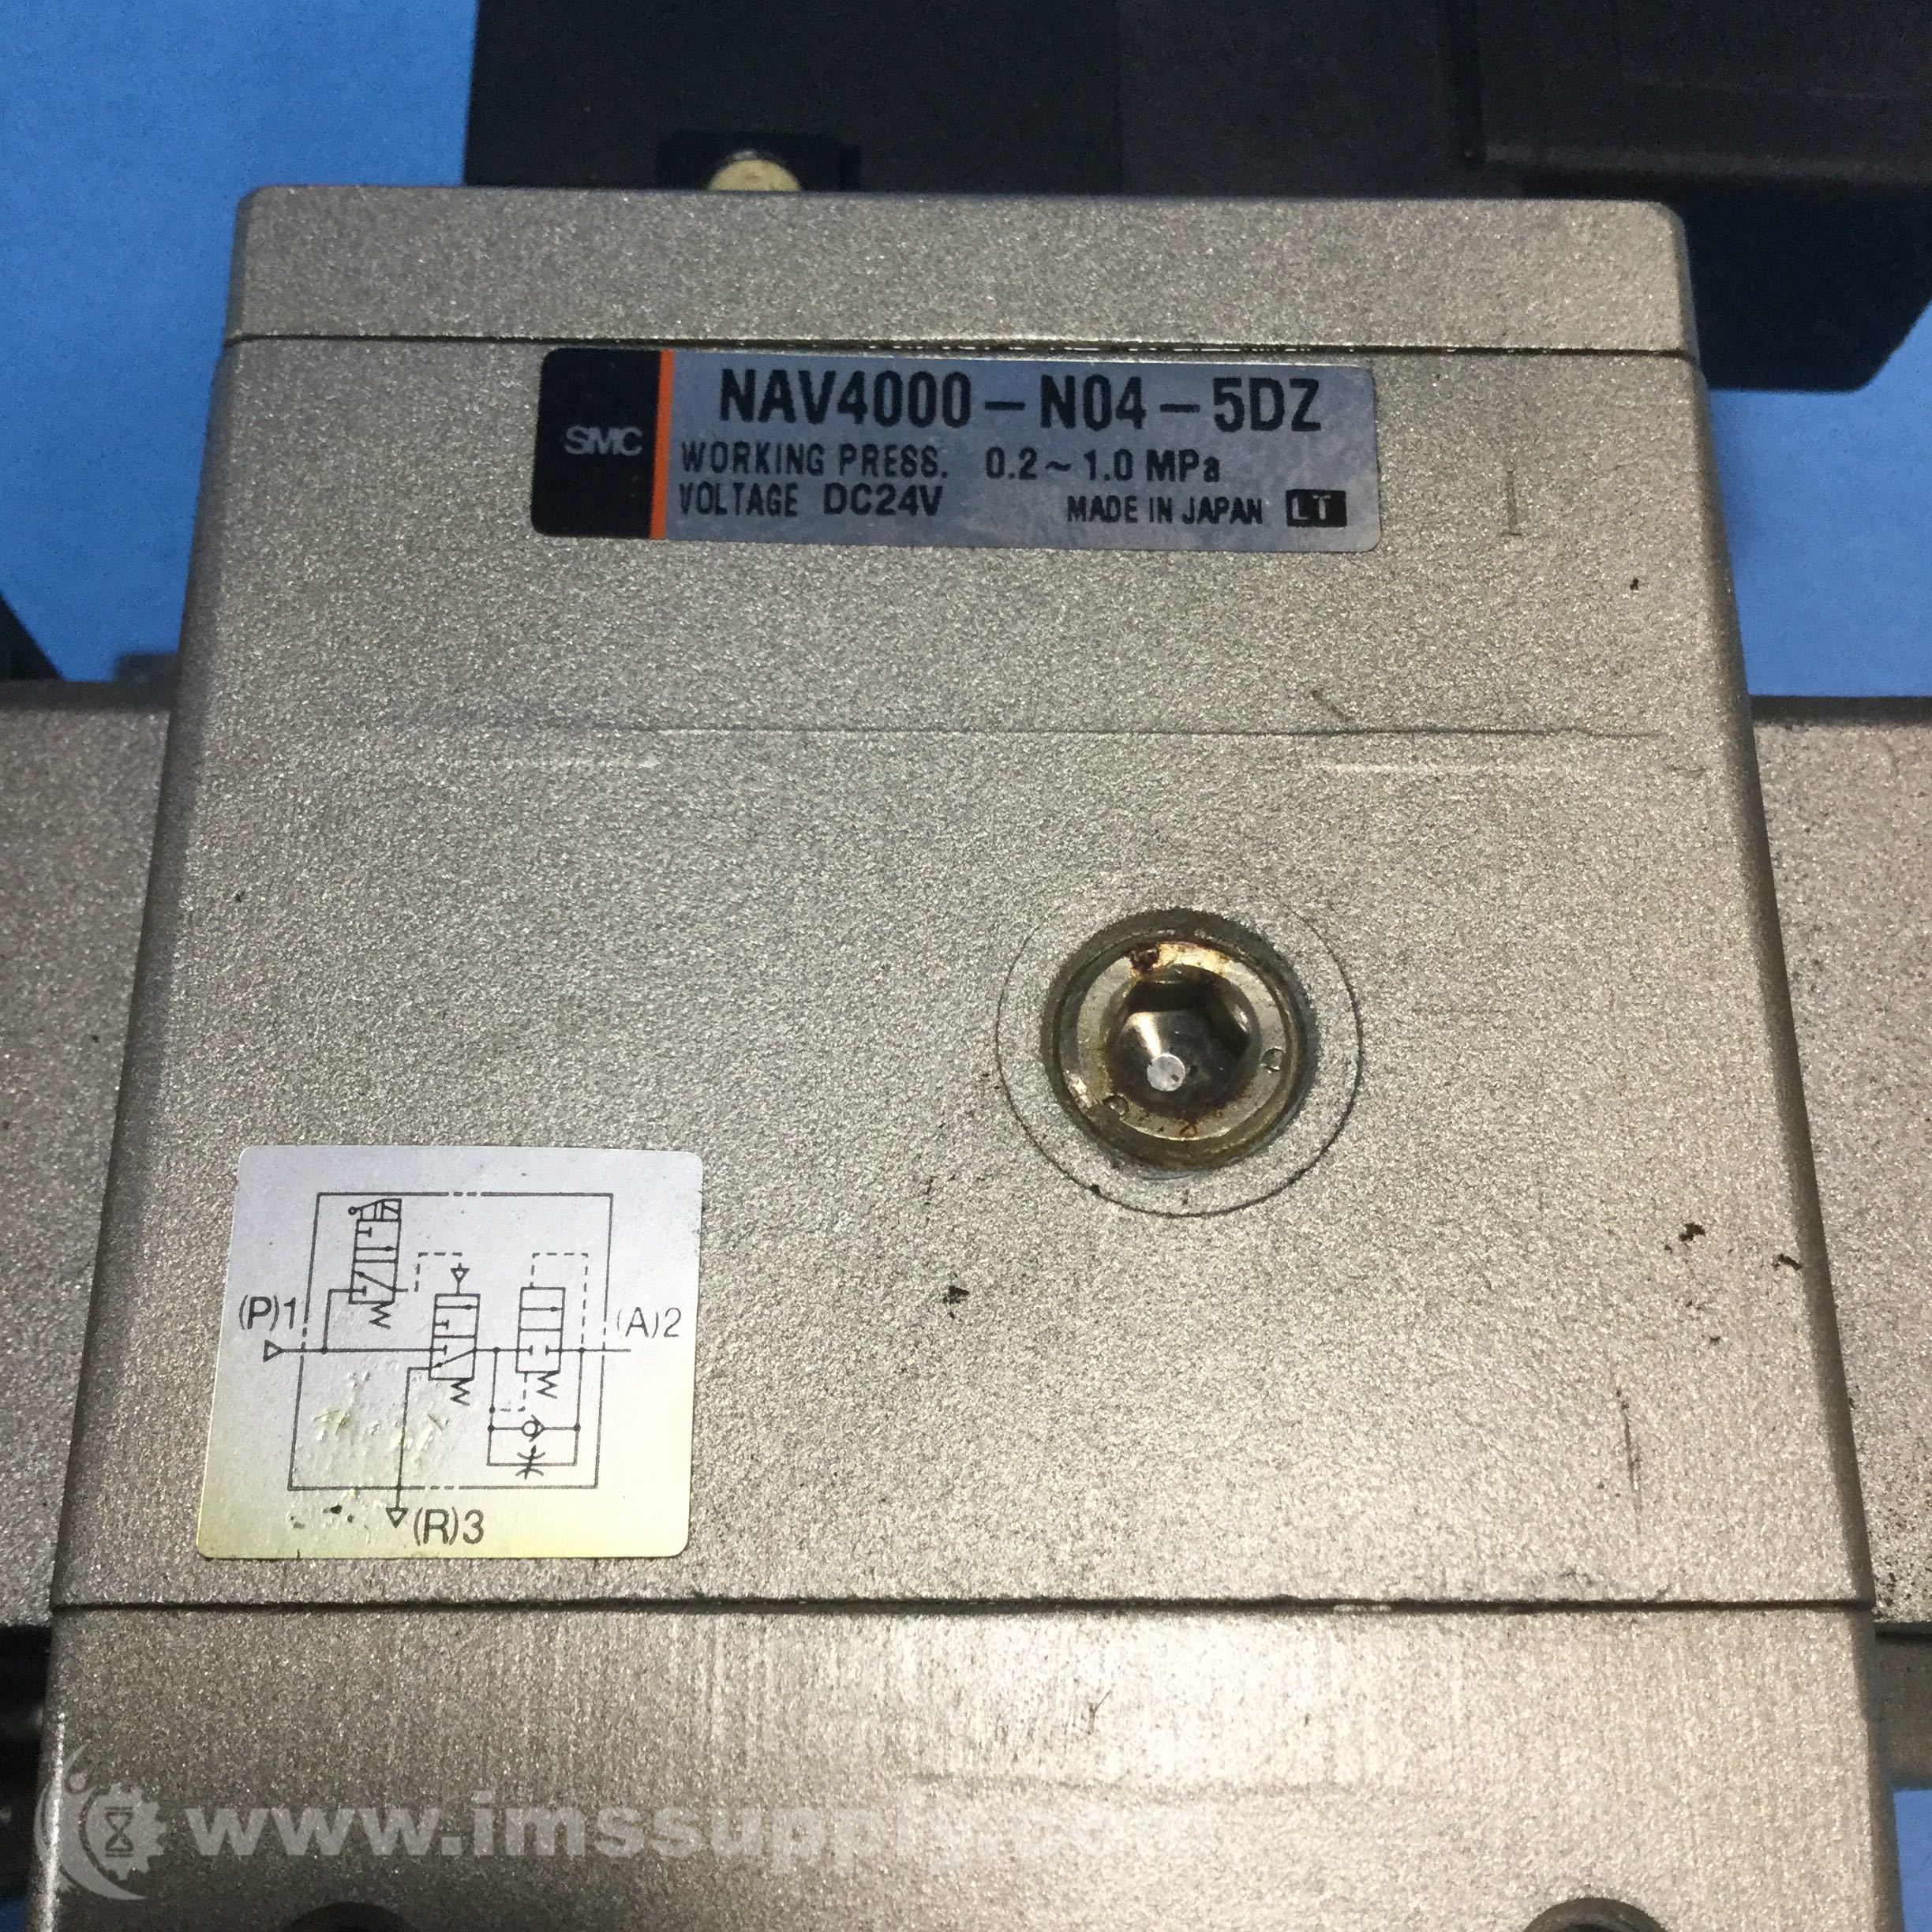 SMC
NAV4000-N04-5DZ
WORKING PRESS. 0.2~1.0 MPa
VOLTAGE DC24V MADE IN JAPAN LT
(P)1
(A)2
(R)3
www.imssupply.com